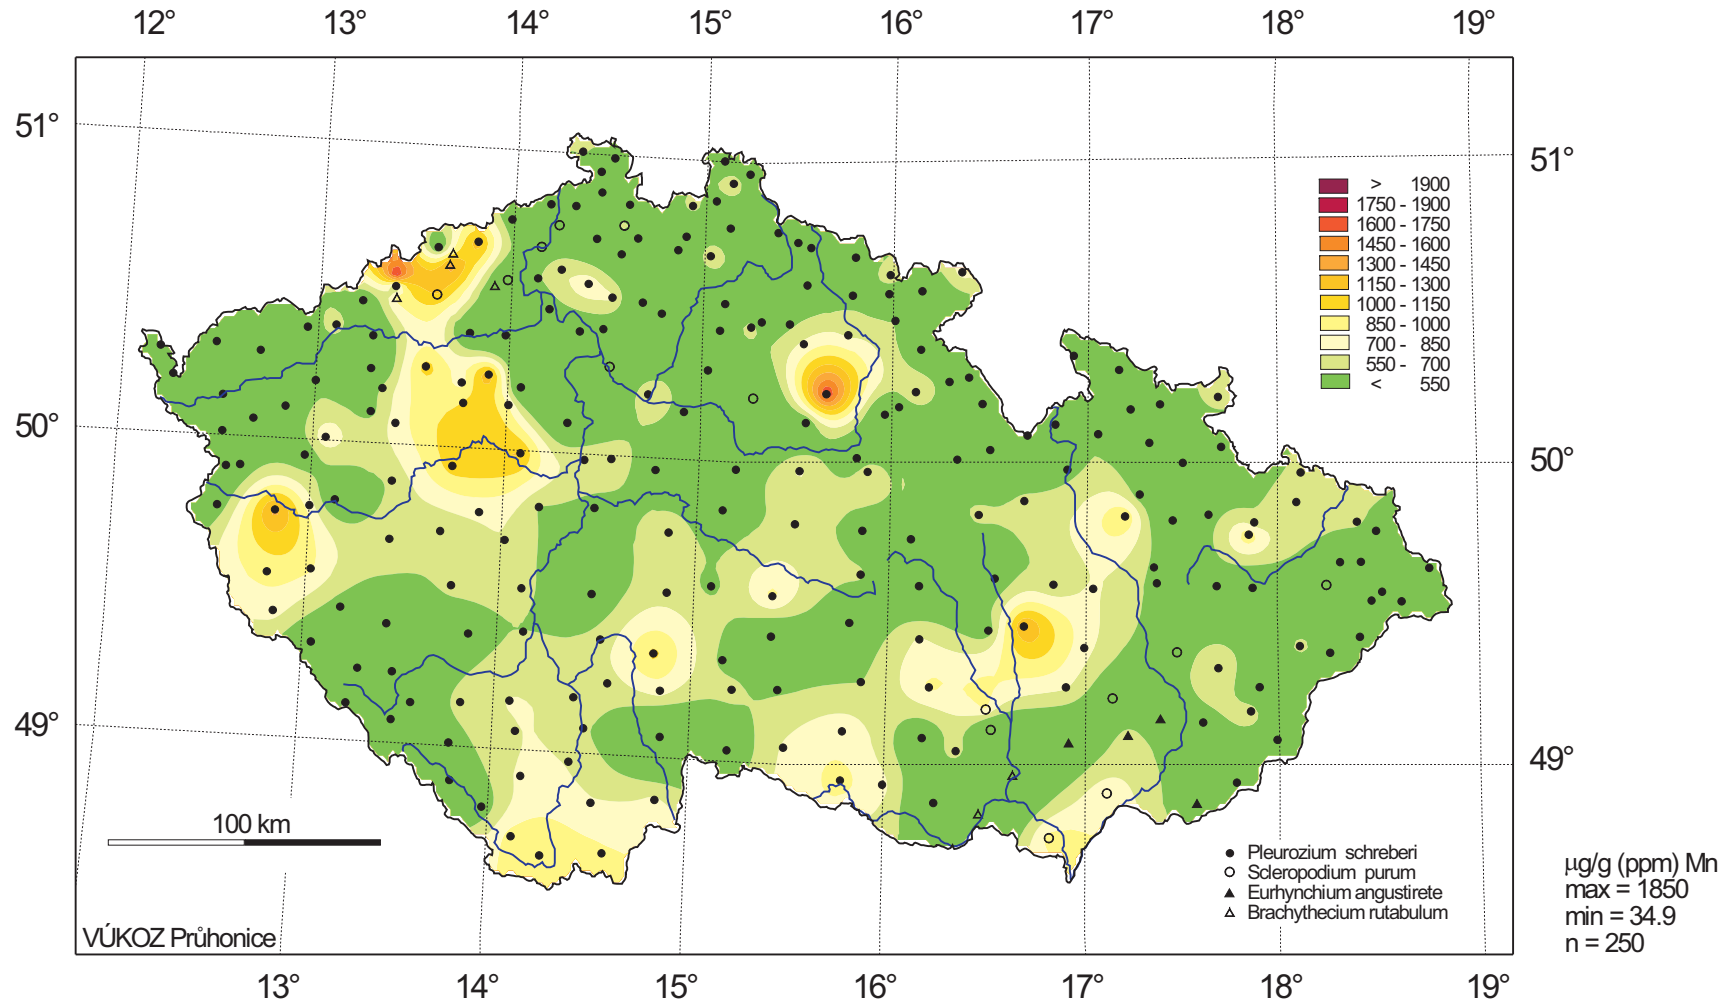 12° 13° 14° 15° 16° 17° 18° 19°
51° 51°
> 1900
1750 - 1900
1600 - 1750
1450 - 1600
1300 - 1450
1150 - 1300
1000 - 1150
850 - 1000
700 - 850
550 - 700
< 550
50° 50°
49° 49°
100 km
Pleurozium schreberi
Scleropodium purum
Eurhynchium angustirete
Brachythecium rutabulum
µg/g (ppm) Mn
max = 1850
min = 34.9
n = 250
VÚKOZ Průhonice
13° 14° 15° 16° 17° 18° 19°